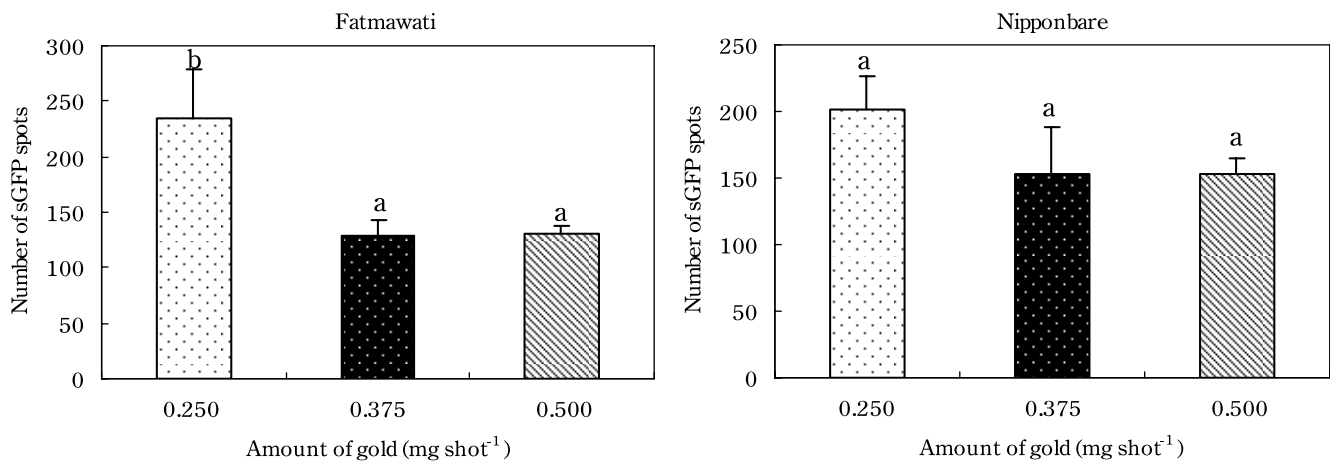 Fatmawati
300
250
200
150
100
50
0
Number of sGFP spots
b
a
a
0.250 0.375 0.500
Amount of gold (mg shot⁻¹)
Nipponbare
250
200
150
100
50
0
Number of sGFP spots
a
a
a
0.250 0.375 0.500
Amount of gold (mg shot⁻¹)